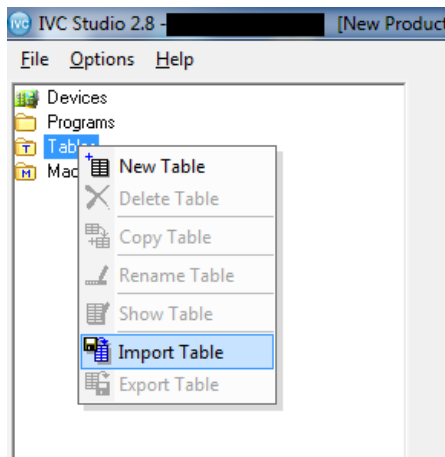 IVC IVC Studio 2.8 - [New Product
File Options Help
Devices
Programs
T
M
New Table
Delete Table
Copy Table
Rename Table
Show Table
Import Table
Export Table